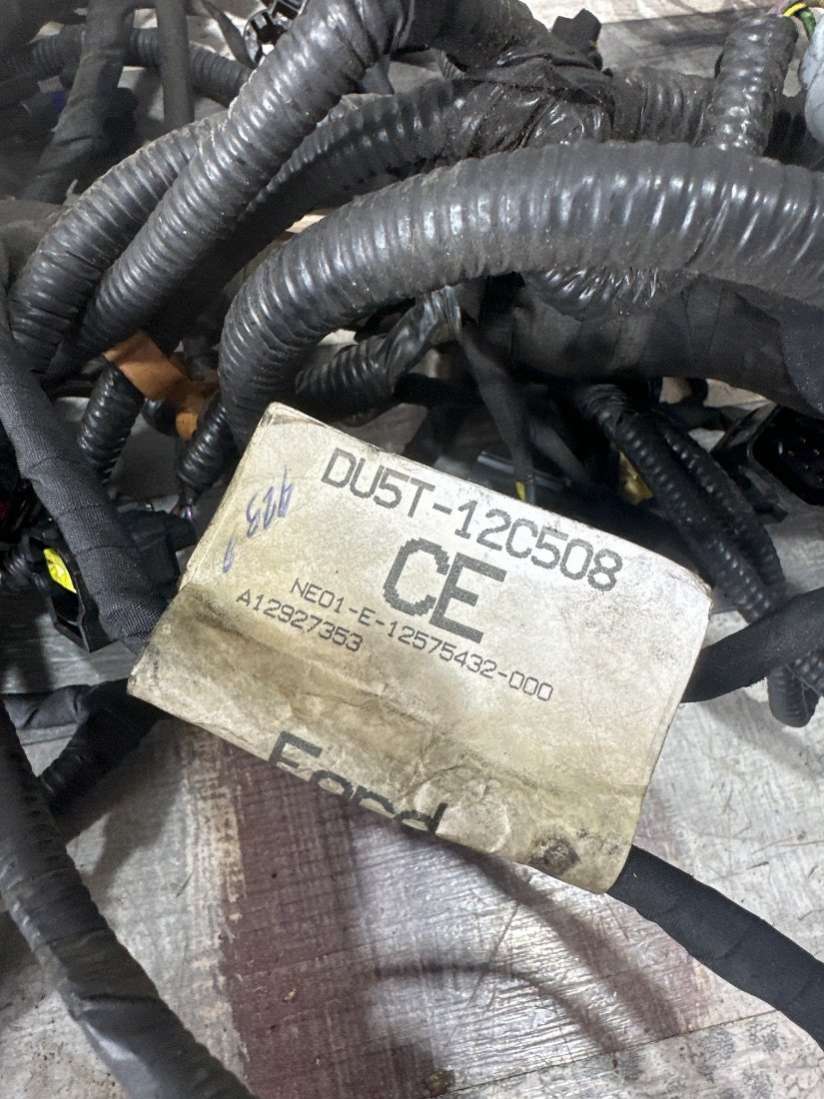 DU5T-12C508
CE
NE01-E-12575432-000
A12927353
Ford